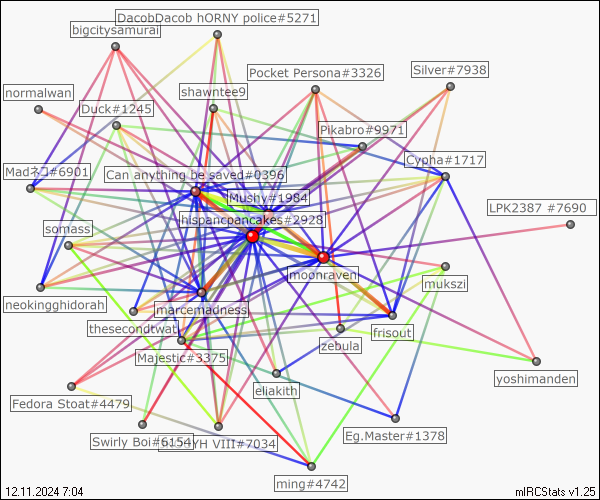 DacobDacob hORNY police#5271
bigcitysamurai
Pocket Persona#3326
Silver#7938
normalwan
shawntee9
Duck#1245
Pikabro#9971
Cypha#1717
Madネコ#6901
Can anything be saved#0396
Mushy#1984
LPK2387 #7690
hispancpancakes#2928
somass
moonraven
mukszi
neokingghidorah
marcemadness
thesecondtwat
frisout
zebula
Majestic#3375
yoshimanden
eliakith
Fedora Stoat#4479
Swirly Boi#6154
YH VIII#7034
Eg.Master#1378
ming#4742
12.11.2024 7:04
mIRCStats v1.25